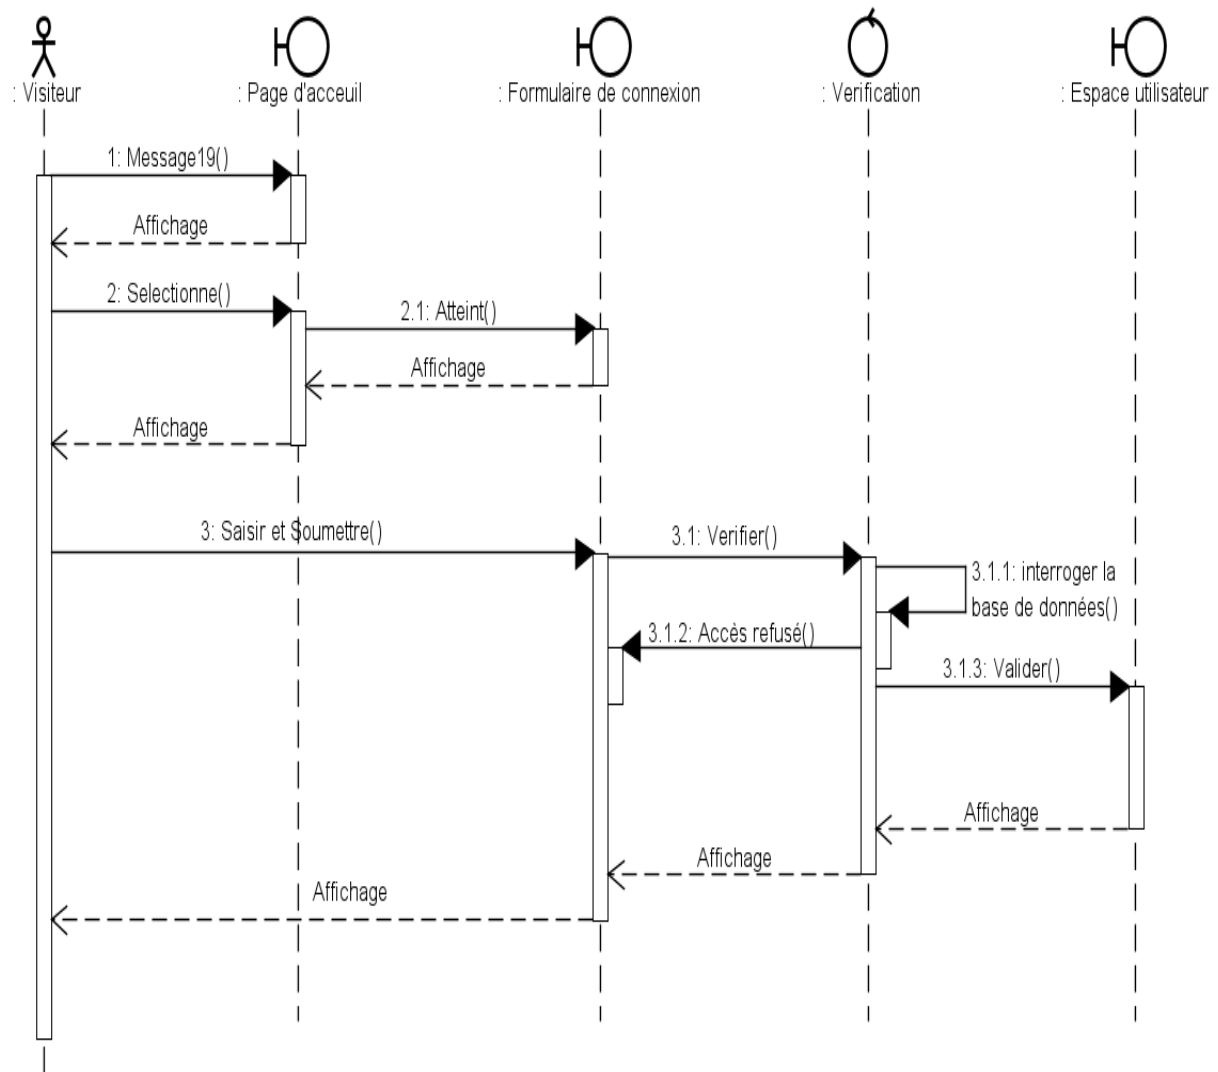 : Visiteur
: Page d'acceuil
: Formulaire de connexion
: Verification
: Espace utilisateur
1: Message19()
Affichage
2: Selectionne()
2.1: Atteint()
Affichage
Affichage
3: Saisir et Soumettre()
3.1: Verifier()
3.1.1: interroger la
base de données()
3.1.2: Accès refusé()
3.1.3: Valider()
Affichage
Affichage
Affichage